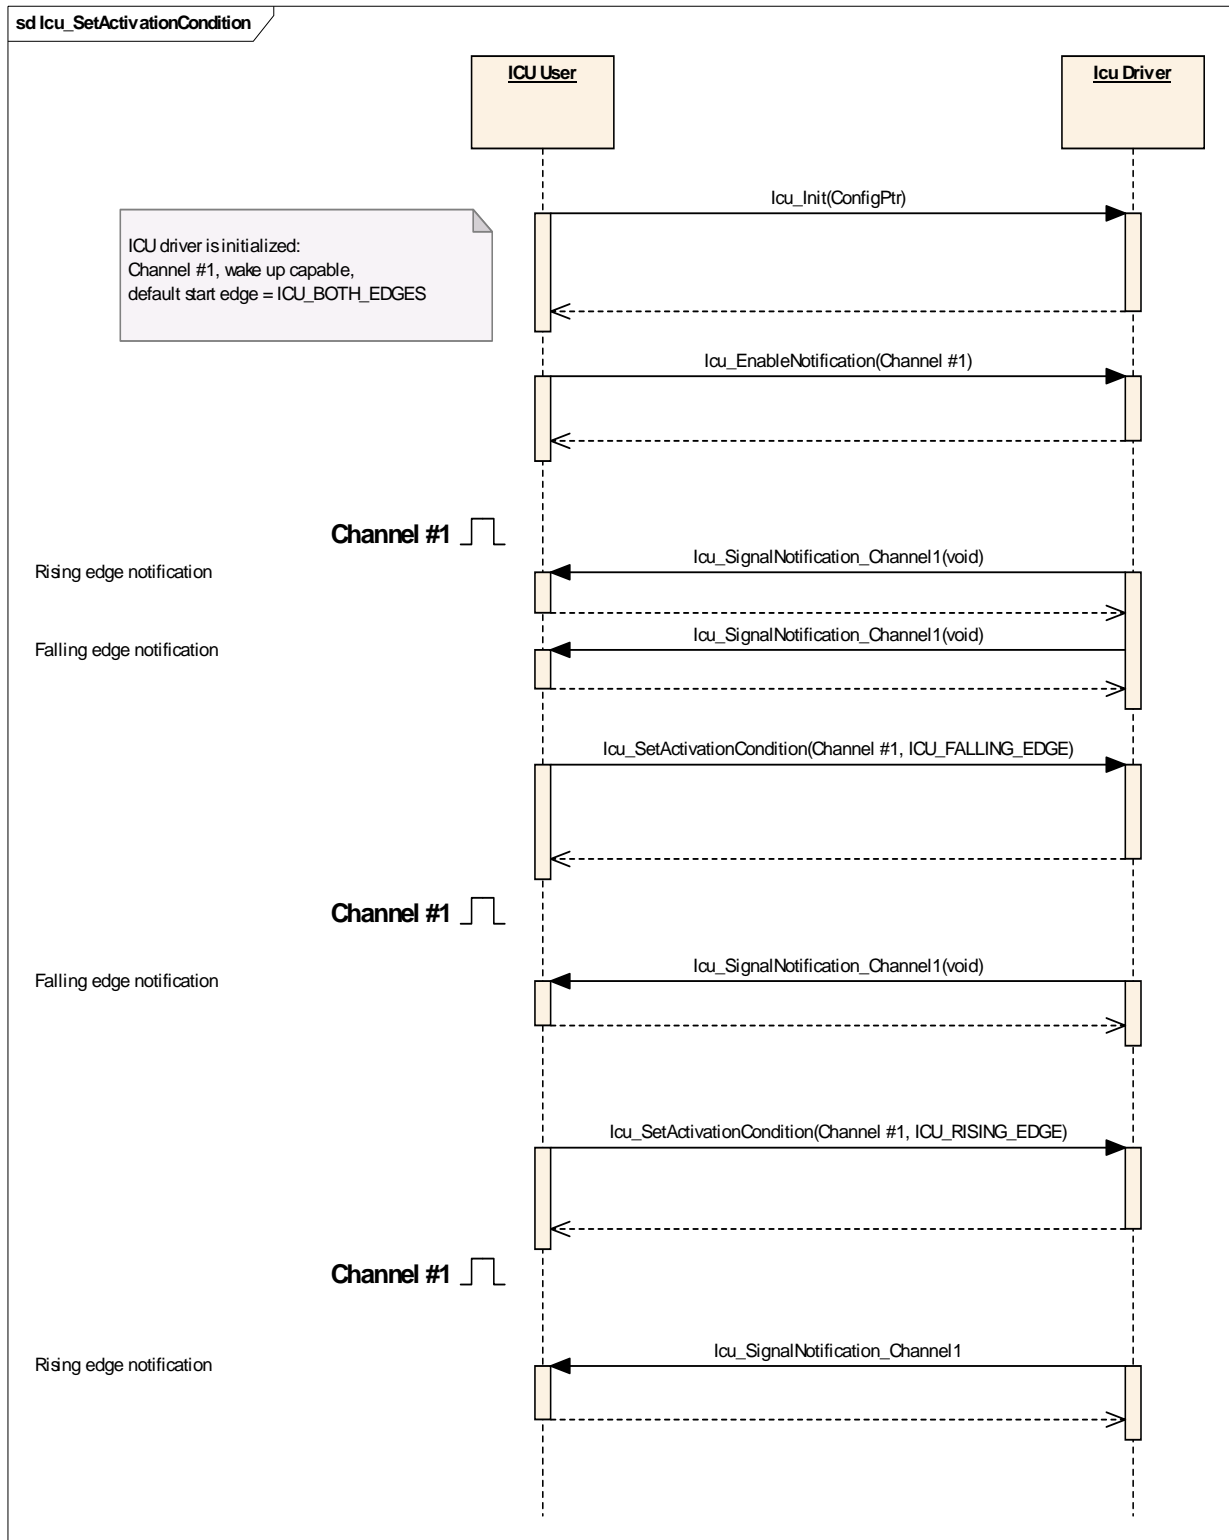 sd Icu_SetActivationCondition
ICU User
Icu Driver
Icu_Init(ConfigPtr)
ICU driver is initialized:
Channel #1, wake up capable,
default start edge = ICU_BOTH_EDGES
Icu_EnableNotification(Channel #1)
Channel #1
Icu_SignalNotification_Channel1(void)
Rising edge notification
Icu_SignalNotification_Channel1(void)
Falling edge notification
Icu_SetActivationCondition(Channel #1, ICU_FALLING_EDGE)
Channel #1
Icu_SignalNotification_Channel1(void)
Falling edge notification
Icu_SetActivationCondition(Channel #1, ICU_RISING_EDGE)
Channel #1
Icu_SignalNotification_Channel1
Rising edge notification